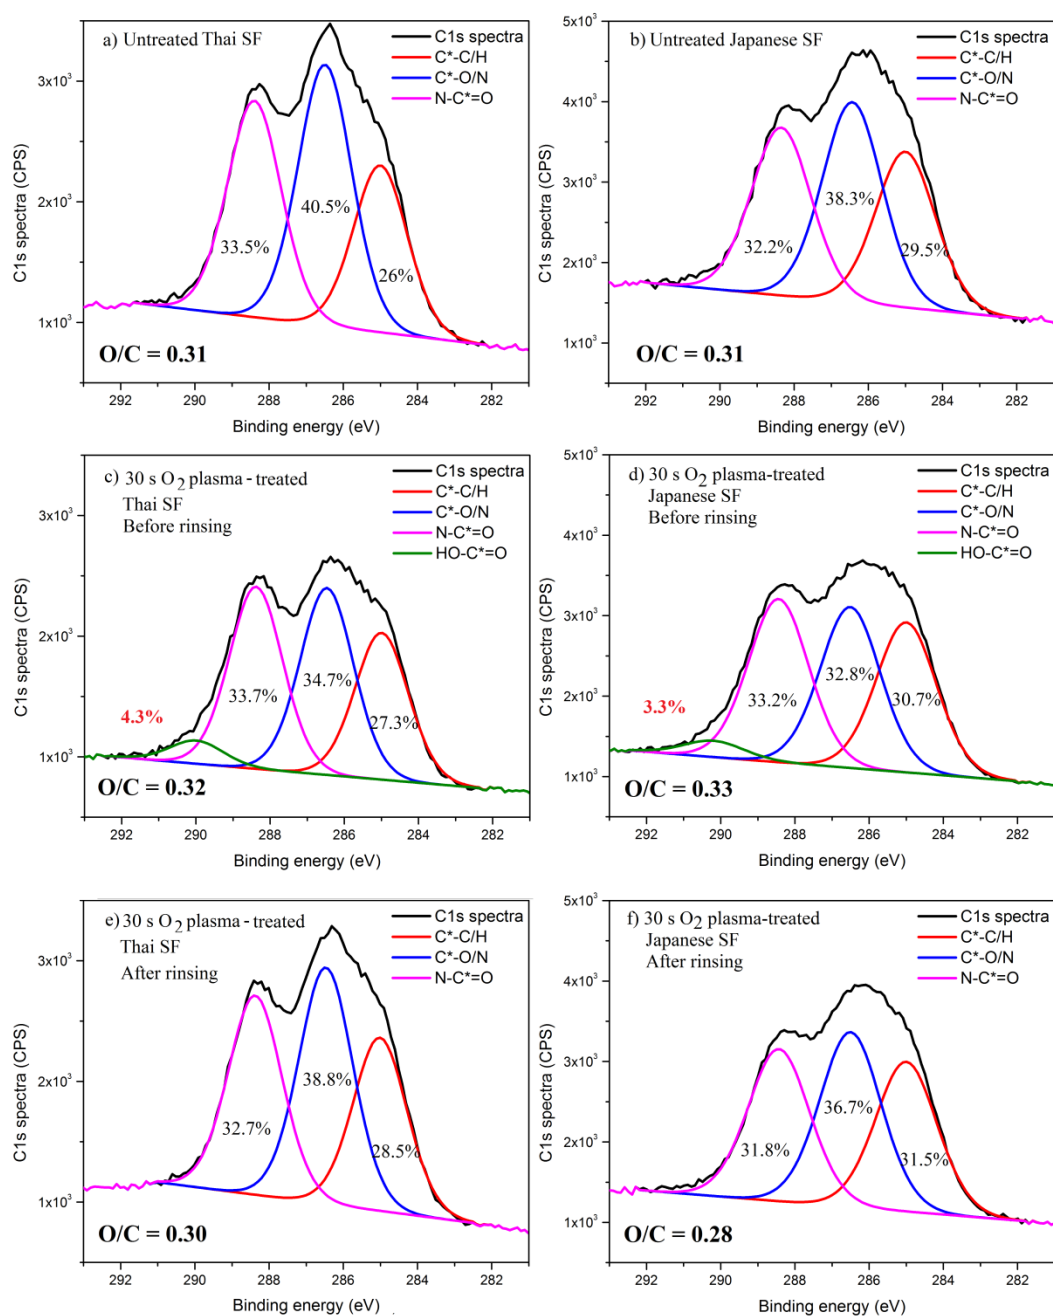 a) Untreated Thai SF
C1s spectra
C*-C/H
C*-O/N
N-C*=O
3x10³
2x10³
1x10³
C1s spectra (CPS)
33.5%
40.5%
26%
O/C = 0.31
292 290 288 286 284 282
Binding energy (eV)
b) Untreated Japanese SF
C1s spectra
C*-C/H
C*-O/N
N-C*=O
5x10³
4x10³
3x10³
2x10³
1x10³
C1s spectra (CPS)
32.2%
38.3%
29.5%
O/C = 0.31
292 290 288 286 284 282
Binding energy (eV)
c) 30 s O₂ plasma - treated
Thai SF
Before rinsing
C1s spectra
C*-C/H
C*-O/N
N-C*=O
HO-C*=O
3x10³
2x10³
1x10³
C1s spectra (CPS)
4.3%
33.7%
34.7%
27.3%
O/C = 0.32
292 290 288 286 284 282
Binding energy (eV)
d) 30 s O₂ plasma-treated
Japanese SF
Before rinsing
C1s spectra
C*-C/H
C*-O/N
N-C*=O
HO-C*=O
5x10³
4x10³
3x10³
2x10³
1x10³
C1s spectra (CPS)
3.3%
33.2%
32.8%
30.7%
O/C = 0.33
292 290 288 286 284 282
Binding energy (eV)
e) 30 s O₂ plasma - treated
Thai SF
After rinsing
C1s spectra
C*-C/H
C*-O/N
N-C*=O
3x10³
2x10³
1x10³
C1s spectra (CPS)
32.7%
38.8%
28.5%
O/C = 0.30
292 290 288 286 284 282
Binding energy (eV)
f) 30 s O₂ plasma-treated
Japanese SF
After rinsing
C1s spectra
C*-C/H
C*-O/N
N-C*=O
5x10³
4x10³
3x10³
2x10³
1x10³
C1s spectra (CPS)
31.8%
36.7%
31.5%
O/C = 0.28
292 290 288 286 284 282
Binding energy (eV)